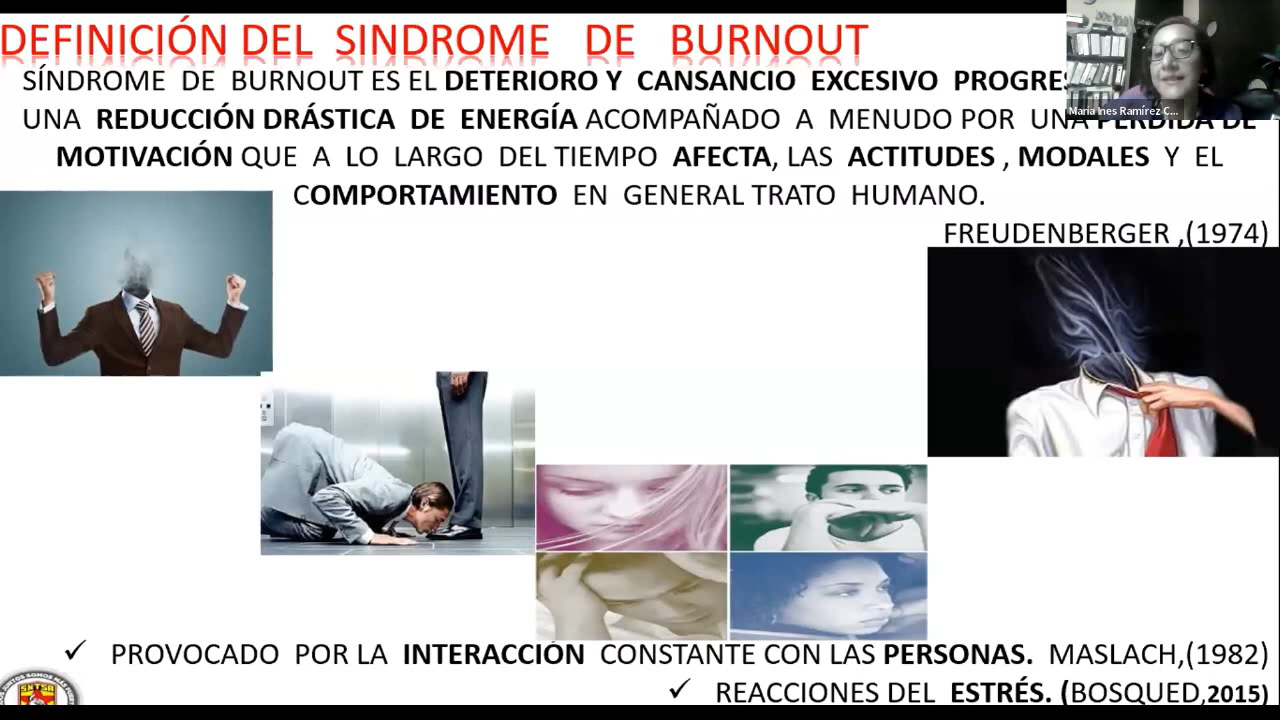 DEFINICIÓN DEL SINDROME DE BURNOUT
SÍNDROME DE BURNOUT ES EL DETERIORO Y CANSANCIO EXCESIVO
Maria Ines Ramírez C...
UNA REDUCCIÓN DRÁSTICA DE ENERGÍA ACOMPAÑADO A MENUDO POR UNA PERDIDA DE
MOTIVACIÓN QUE A LO LARGO DEL TIEMPO AFECTA, LAS ACTITUDES , MODALES Y EL
COMPORTAMIENTO EN GENERAL TRATO HUMANO.
FREUDENBERGER ,(1974)
✓ PROVOCADO POR LA INTERACCIÓN CONSTANTE CON LAS PERSONAS. MASLACH,(1982)
✓ REACCIONES DEL ESTRÉS. (BOSQUED,2015)
SNTSA